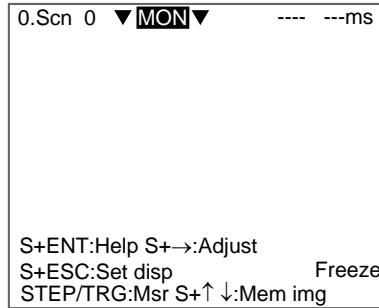 0.Scn 0 ▼MON▼ ---- ---ms
S+ENT:Help S+→:Adjust
S+ESC:Set disp Freeze
STEP/TRG:Msr S+↑ ↓:Mem img